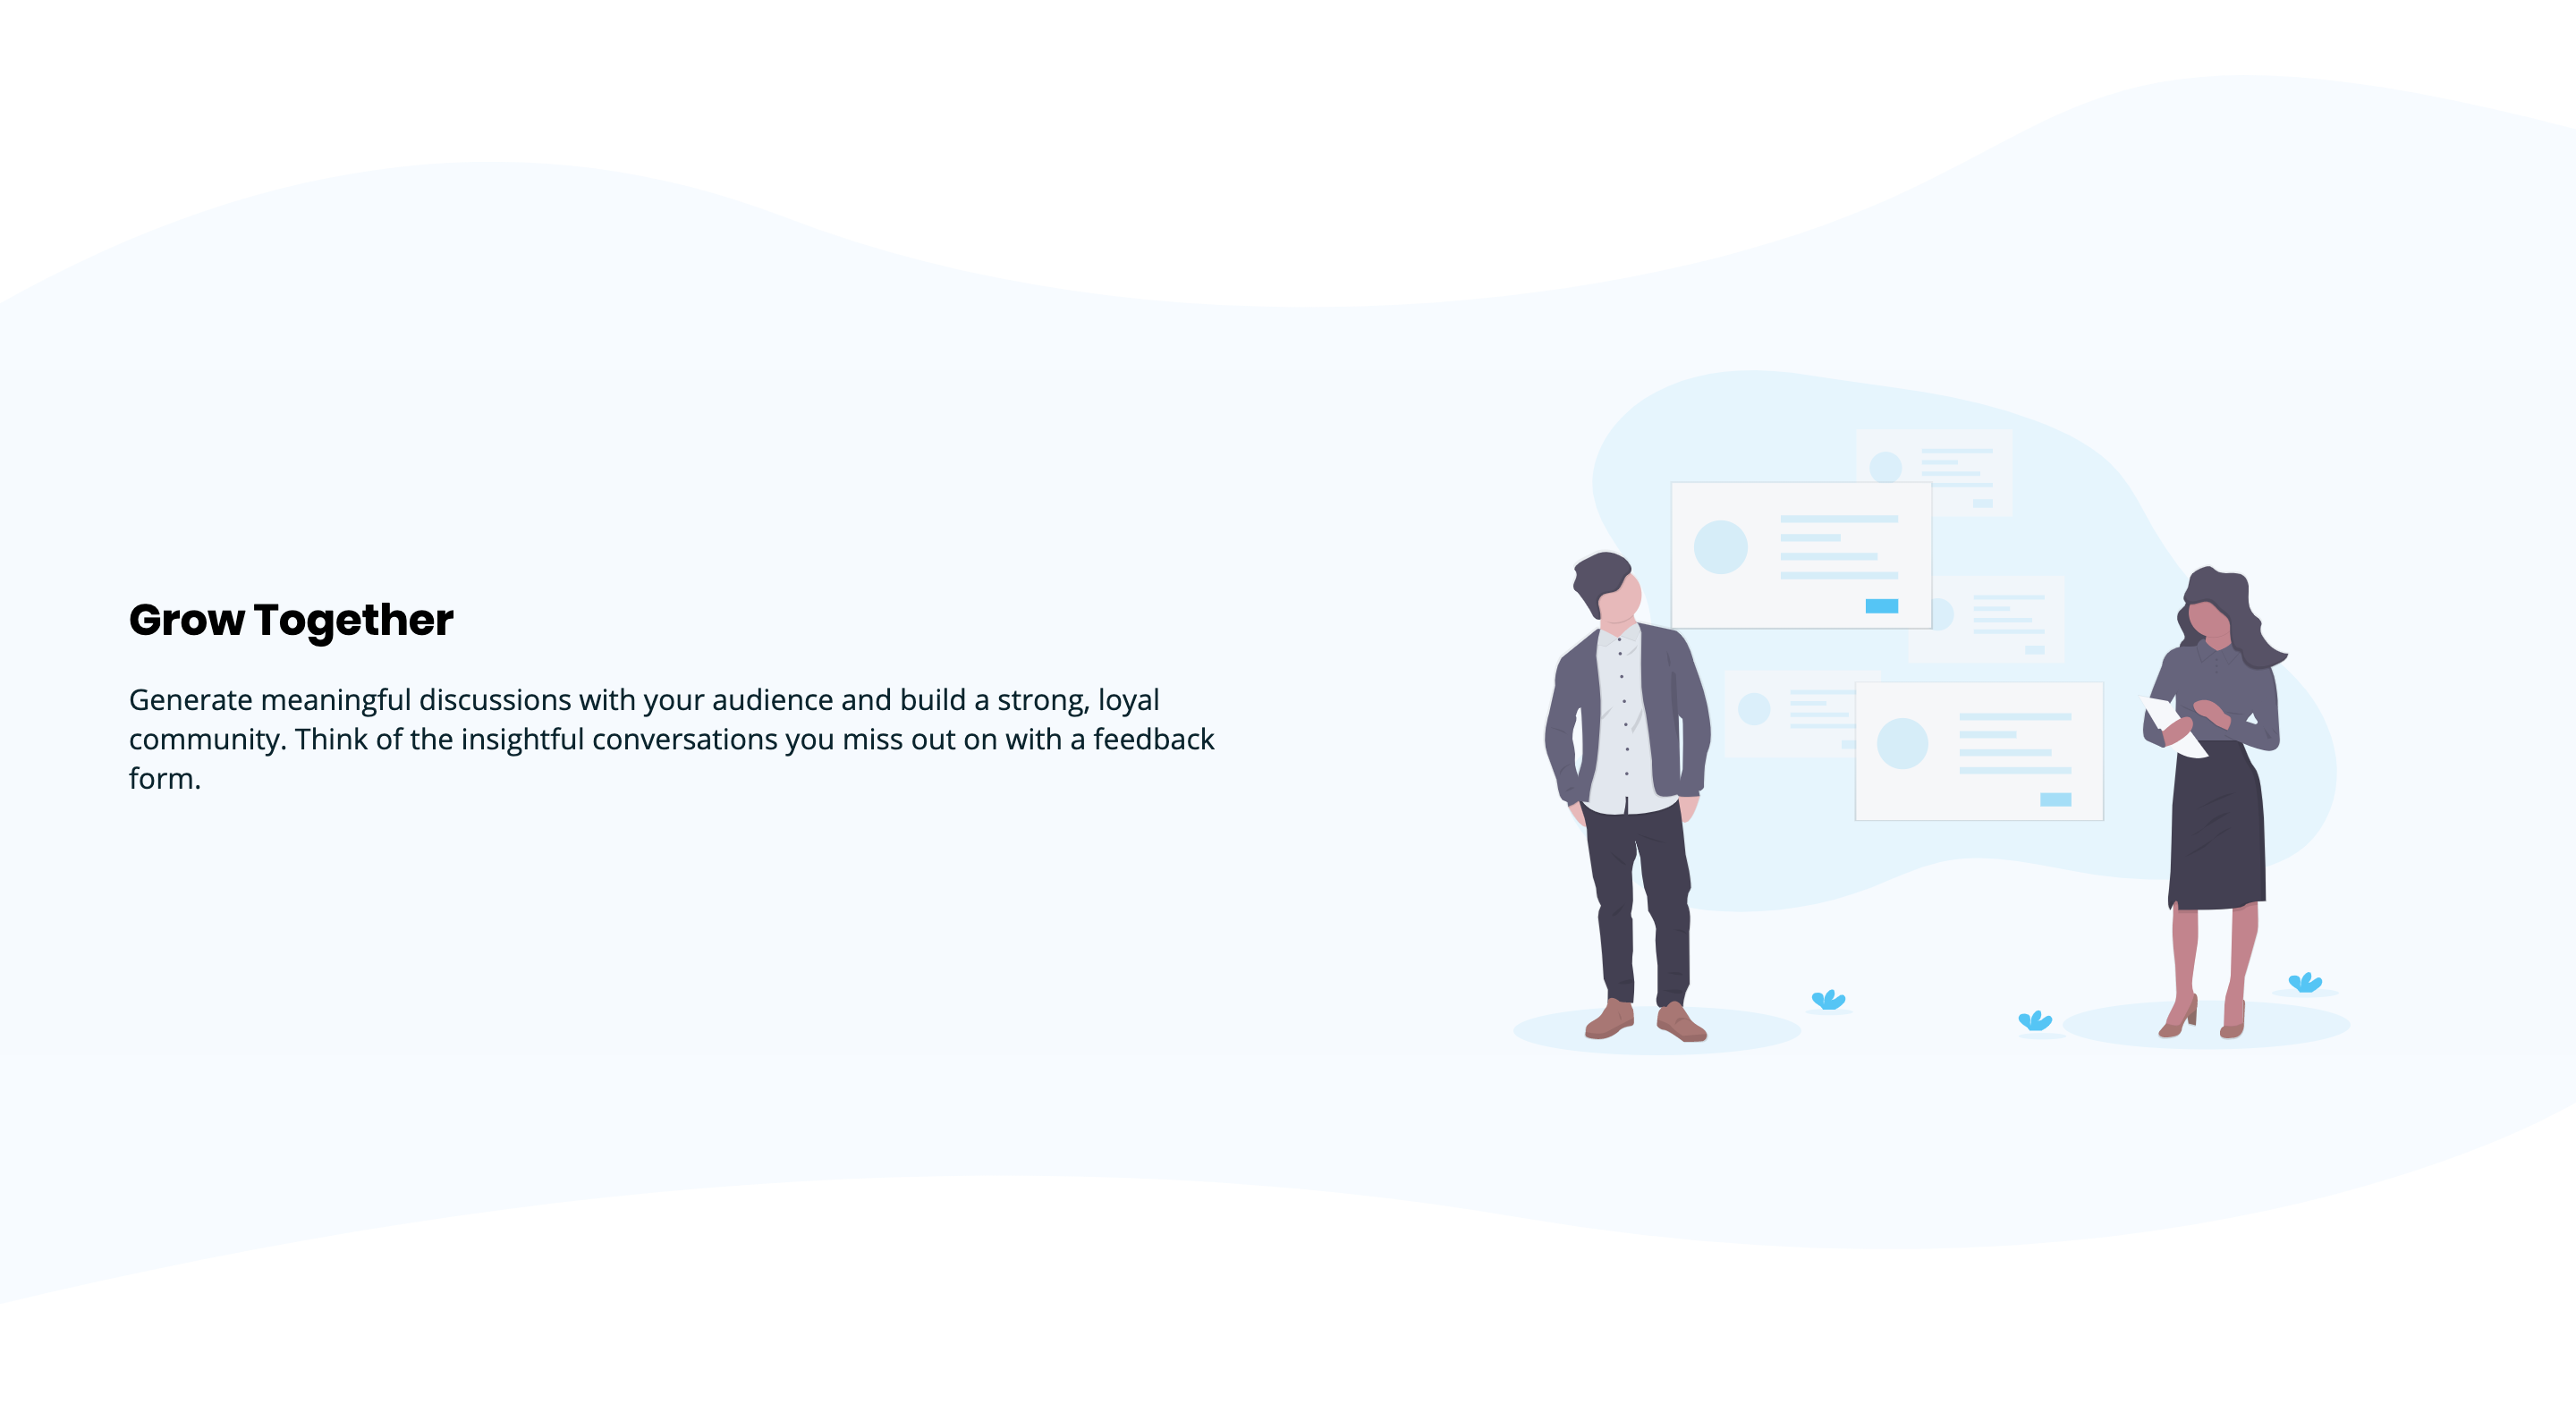 Grow Together
Generate meaningful discussions with your audience and build a strong, loyal
community. Think of the insightful conversations you miss out on with a feedback
form.